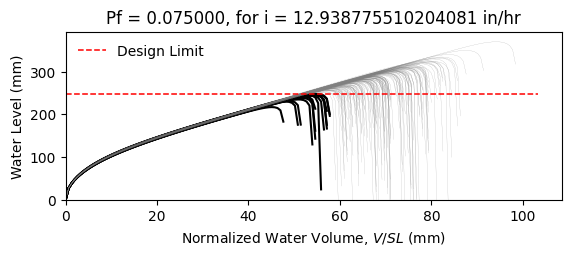 Pf = 0.075000, for i = 12.938775510204081 in/hr
Design Limit
Water Level (mm)
300
200
100
0
0 20 40 60 80 100
Normalized Water Volume, V/SL (mm)